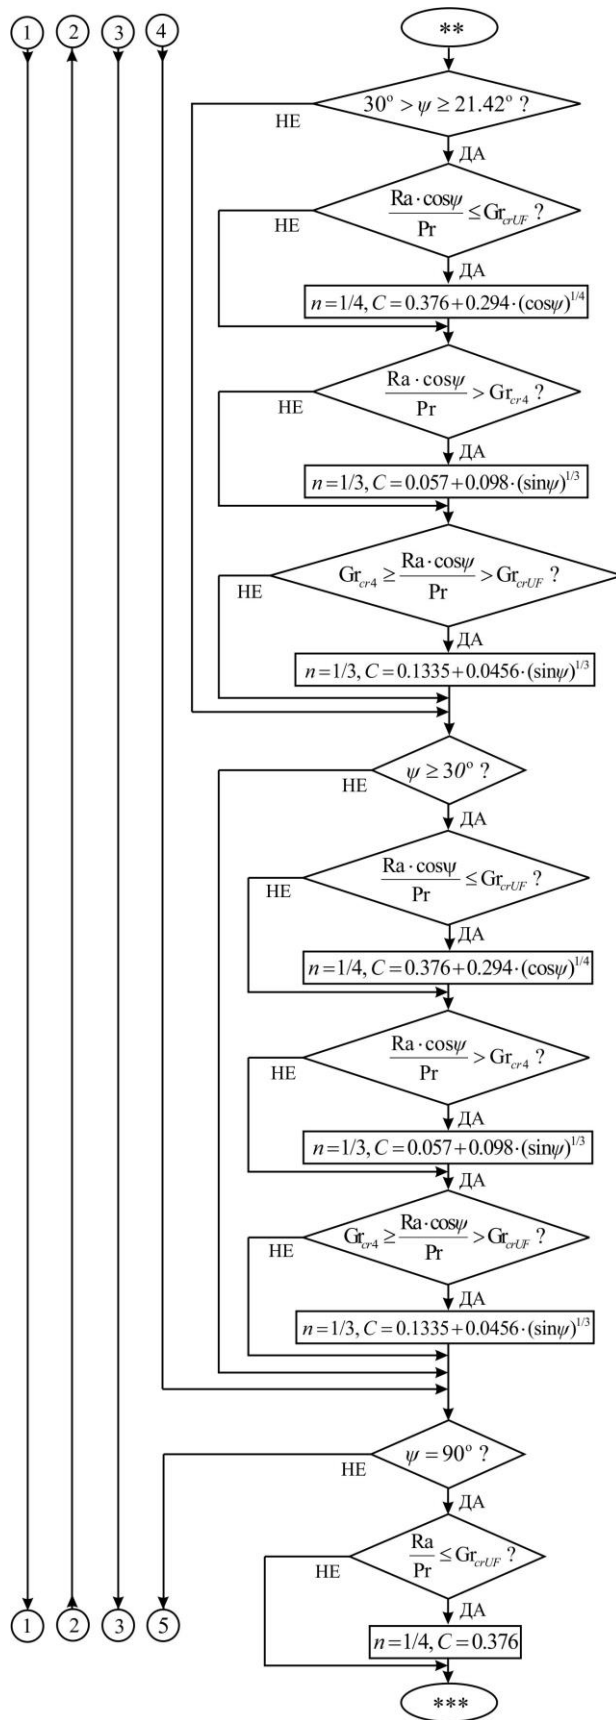 1 2 3 4 **
30° > ψ ≥ 21.42° ?
НЕ
ДА
Ra·cosψ/Pr ≤ Gr_crUF ?
НЕ
ДА
n=1/4, C=0.376+0.294·(cosψ)^1/4
Ra·cosψ/Pr > Gr_cr4 ?
НЕ
ДА
n=1/3, C=0.057+0.098·(sinψ)^1/3
Gr_cr4 ≥ Ra·cosψ/Pr > Gr_crUF ?
НЕ
ДА
n=1/3, C=0.1335+0.0456·(sinψ)^1/3
ψ ≥ 30° ?
НЕ
ДА
Ra·cosψ/Pr ≤ Gr_crUF ?
НЕ
ДА
n=1/4, C=0.376+0.294·(cosψ)^1/4
Ra·cosψ/Pr > Gr_cr4 ?
НЕ
ДА
n=1/3, C=0.057+0.098·(sinψ)^1/3
ДА
Gr_cr4 ≥ Ra·cosψ/Pr > Gr_crUF ?
НЕ
ДА
n=1/3, C=0.1335+0.0456·(sinψ)^1/3
ψ = 90° ?
НЕ
ДА
Ra/Pr ≤ Gr_crUF ?
НЕ
ДА
1 2 3 5
n=1/4, C=0.376
***